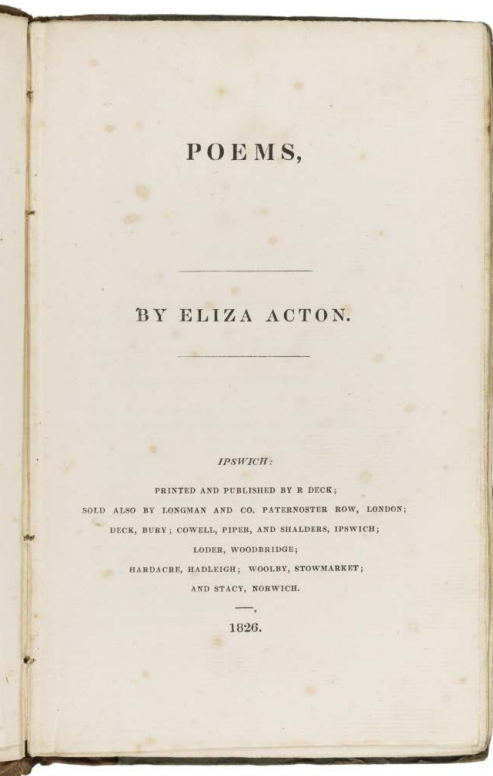 POEMS,
BY ELIZA ACTON.
IPSWICH:
PRINTED AND PUBLISHED BY R DECK;
SOLD ALSO BY LONGMAN AND CO. PATERNOSTER ROW, LONDON;
DECK, BURY; COWELL, PIPER, AND SHALDERS, IPSWICH;
LODER, WOODBRIDGE;
HARDACRE, HADLEIGH; WOOLBY, STOWMARKET;
AND STACY, NORWICH.
1826.